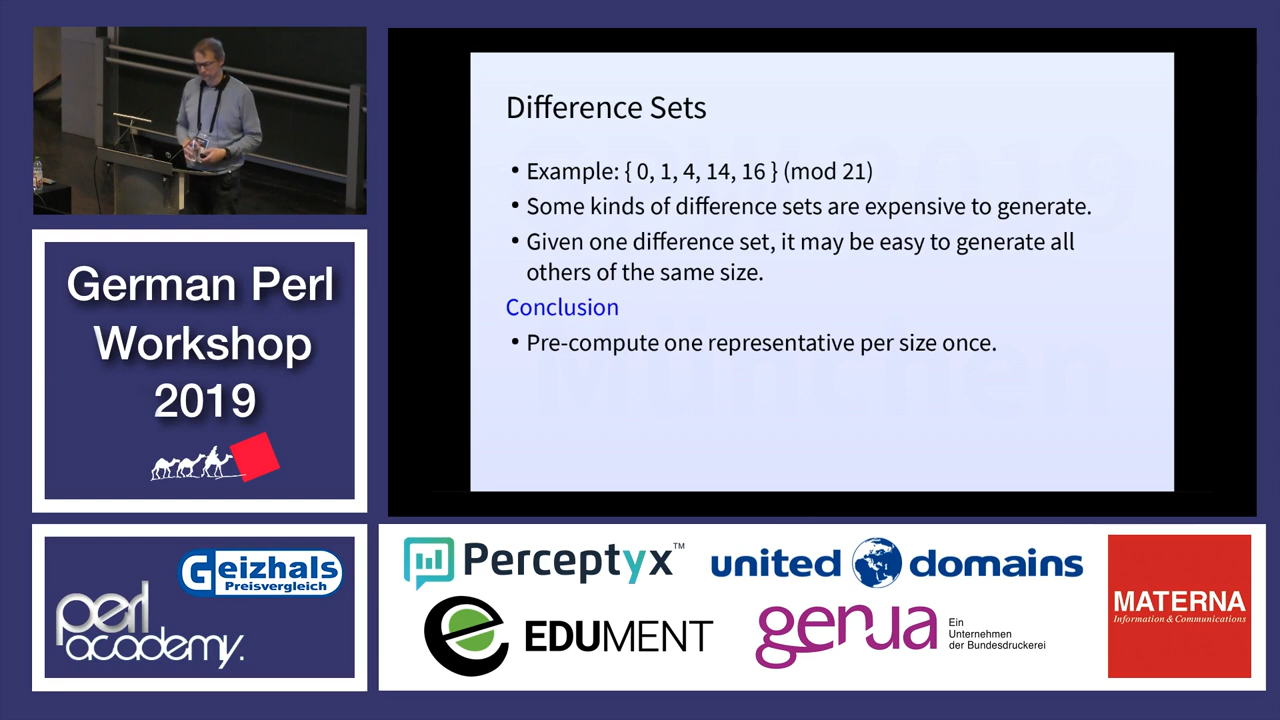 Difference Sets
• Example: { 0, 1, 4, 14, 16 } (mod 21)
• Some kinds of difference sets are expensive to generate.
• Given one difference set, it may be easy to generate all
others of the same size.
Conclusion
• Pre-compute one representative per size once.
German Perl
Workshop
2019
Geizhals
Preisvergleich
perl
academy.
Perceptyx™
united domains
EDUMENT
genua
Ein
Unternehmen
der Bundesdruckerei
MATERNA
Information & Communications